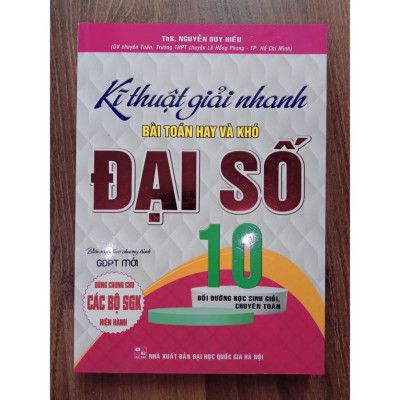 ThS. NGUYỄN DUY HIẾU
(GV chuyên Toán, Trường THPT chuyên Lê Hồng Phong - TP. Hồ Chí Minh)
Kĩ thuật giải nhanh
BÀI TOÁN HAY VÀ KHÓ
ĐẠI SỐ
10
Biên soạn theo chương trình
GDPT MỚI
DÙNG CHUNG CHO
CÁC BỘ SGK
HIỆN HÀNH
BỒI DƯỠNG HỌC SINH GIỎI,
CHUYÊN TOÁN
NHÀ XUẤT BẢN ĐẠI HỌC QUỐC GIA HÀ NỘI